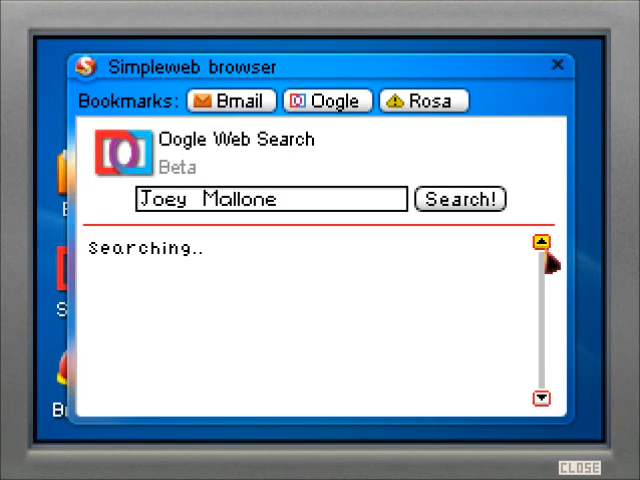 Simpleweb browser
Bookmarks: Bmail Oogle Rosa
Oogle Web Search
Beta
Joey Mallone Search!
Searching..
CLOSE